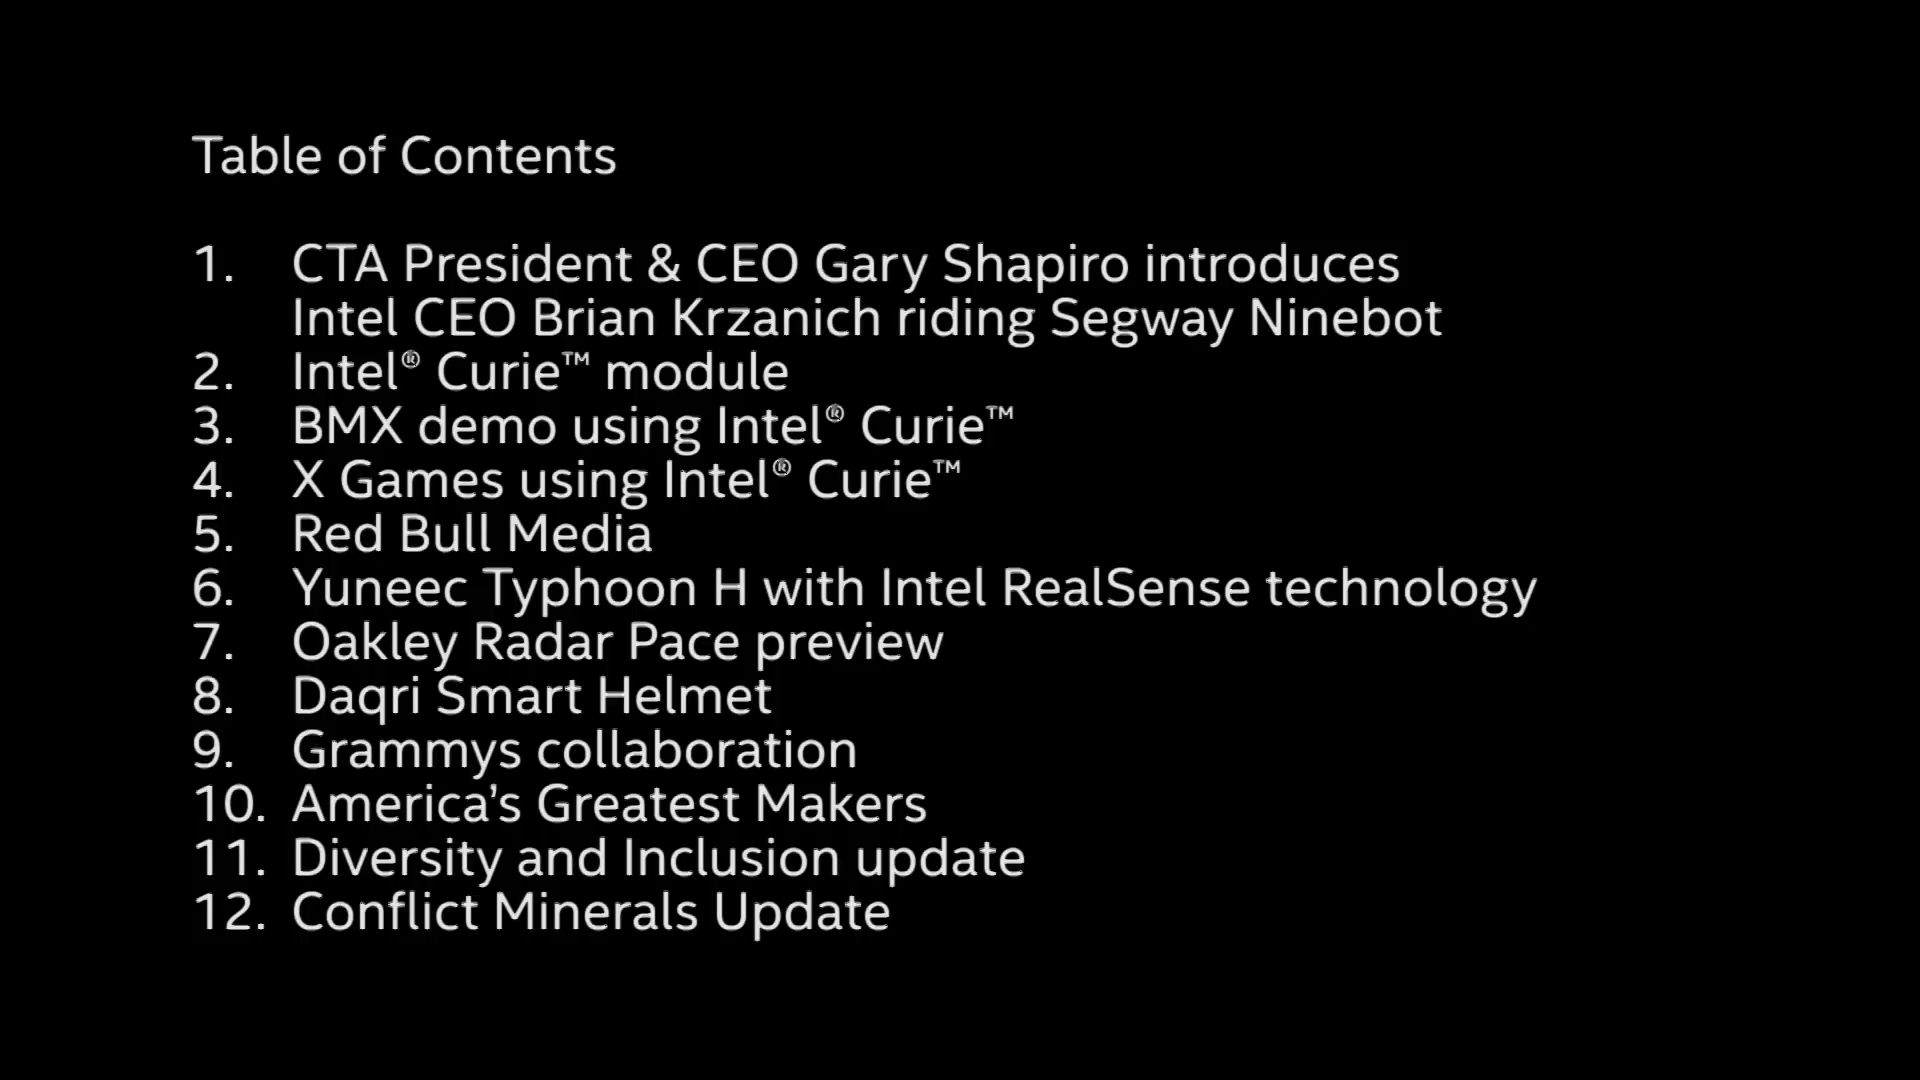 Table of Contents
1. CTA President & CEO Gary Shapiro introduces
Intel CEO Brian Krzanich riding Segway Ninebot
2. Intel® Curie™ module
3. BMX demo using Intel® Curie™
4. X Games using Intel® Curie™
5. Red Bull Media
6. Yuneec Typhoon H with Intel RealSense technology
7. Oakley Radar Pace preview
8. Daqri Smart Helmet
9. Grammys collaboration
10. America’s Greatest Makers
11. Diversity and Inclusion update
12. Conflict Minerals Update